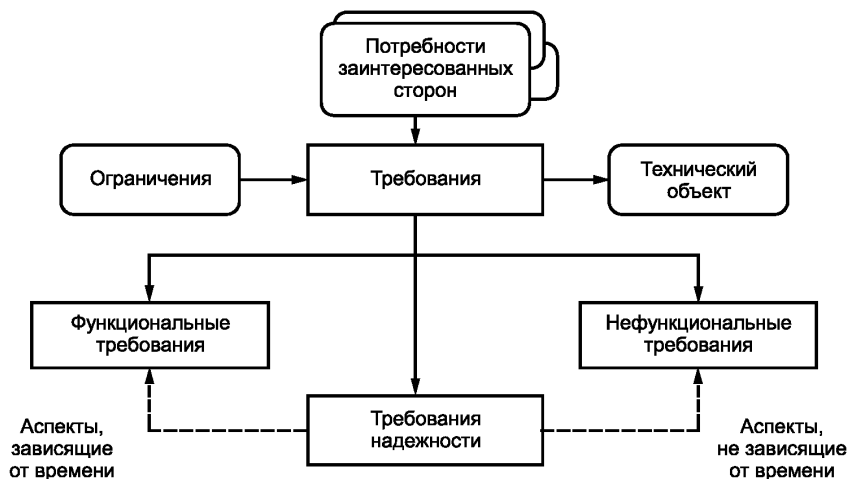 Потребности
заинтересованных
сторон
Ограничения
Требования
Технический
объект
Функциональные
требования
Нефункциональные
требования
Аспекты,
зависящие
от времени
Требования
надежности
Аспекты,
не зависящие
от времени